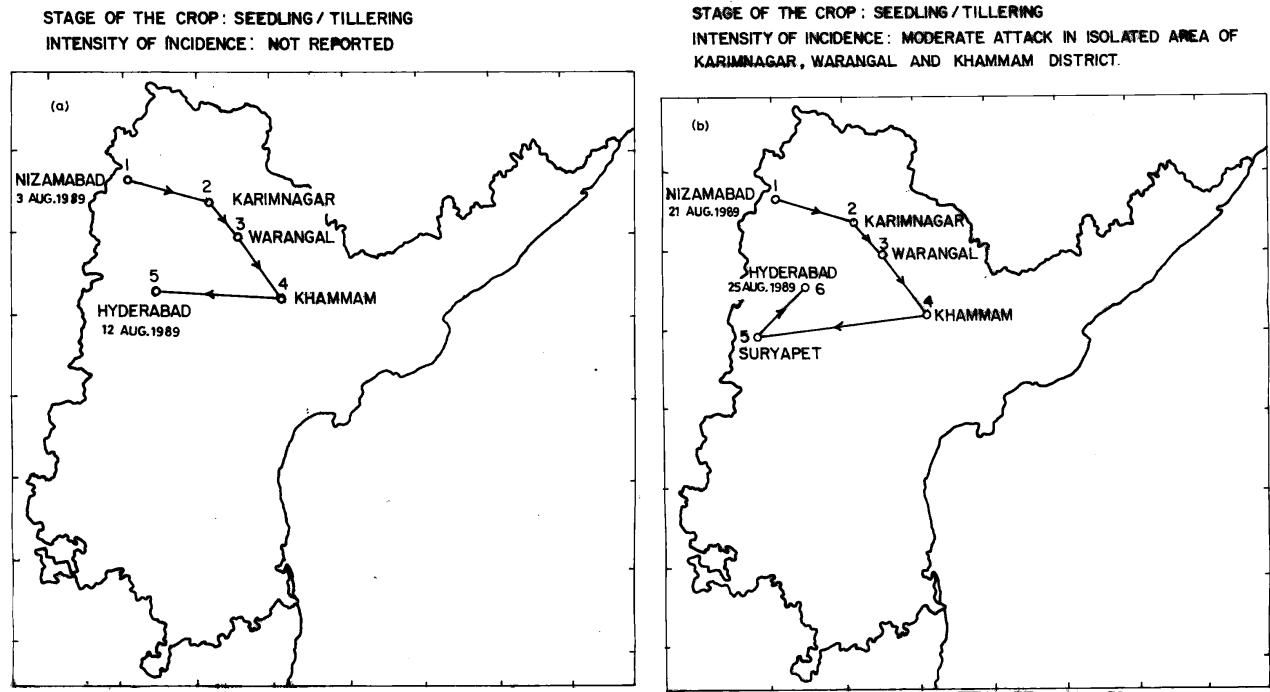 STAGE OF THE CROP: SEEDLING/TILLERING
INTENSITY OF INCIDENCE: NOT REPORTED
(a)
1
NIZAMABAD
3 AUG.1989
2
KARIMNAGAR
3
WARANGAL
4
KHAMMAM
5
HYDERABAD
12 AUG.1989
STAGE OF THE CROP: SEEDLING/TILLERING
INTENSITY OF INCIDENCE: MODERATE ATTACK IN ISOLATED AREA OF
KARIMNAGAR, WARANGAL AND KHAMMAM DISTRICT.
(b)
1
NIZAMABAD
21 AUG.1989
2
KARIMNAGAR
3
WARANGAL
HYDERABAD
25 AUG.1989
6
4
KHAMMAM
5
SURYAPET